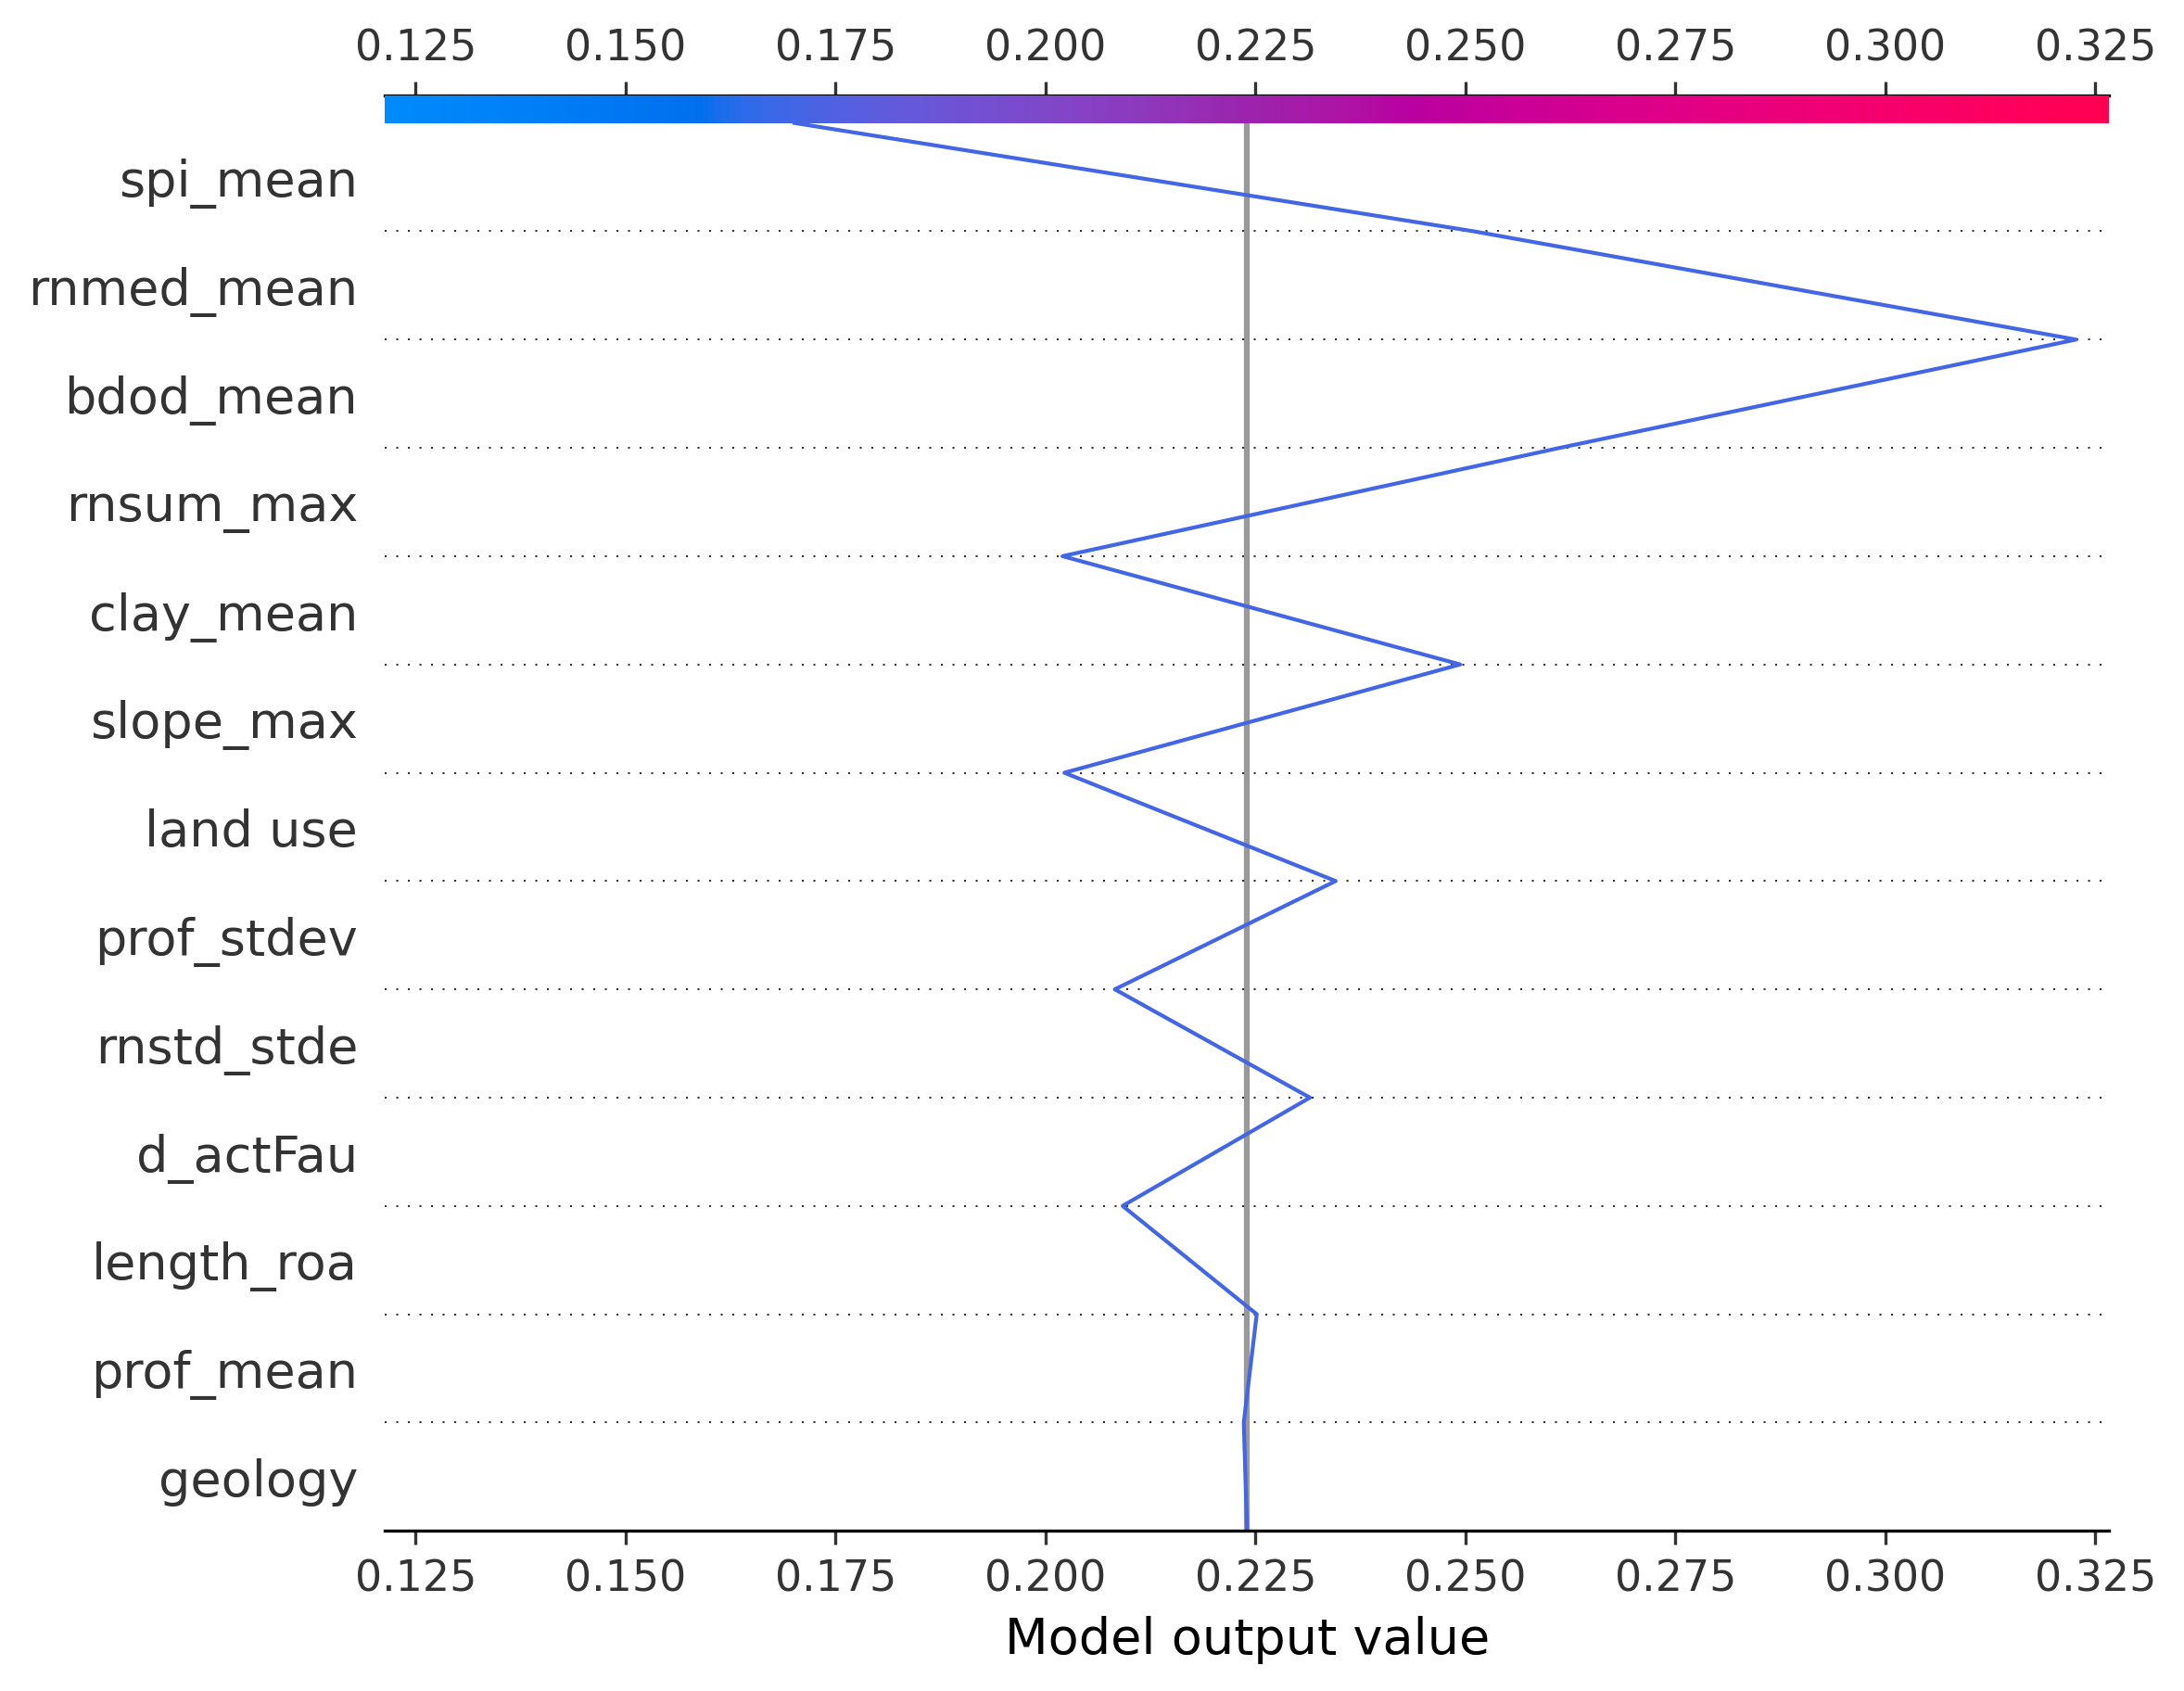 0.125 0.150 0.175 0.200 0.225 0.250 0.275 0.300 0.325
spi_mean
rnmed_mean
bdod_mean
rnsum_max
clay_mean
slope_max
land use
prof_stdev
rnstd_stde
d_actFau
length_roa
prof_mean
geology
0.125 0.150 0.175 0.200 0.225 0.250 0.275 0.300 0.325
Model output value